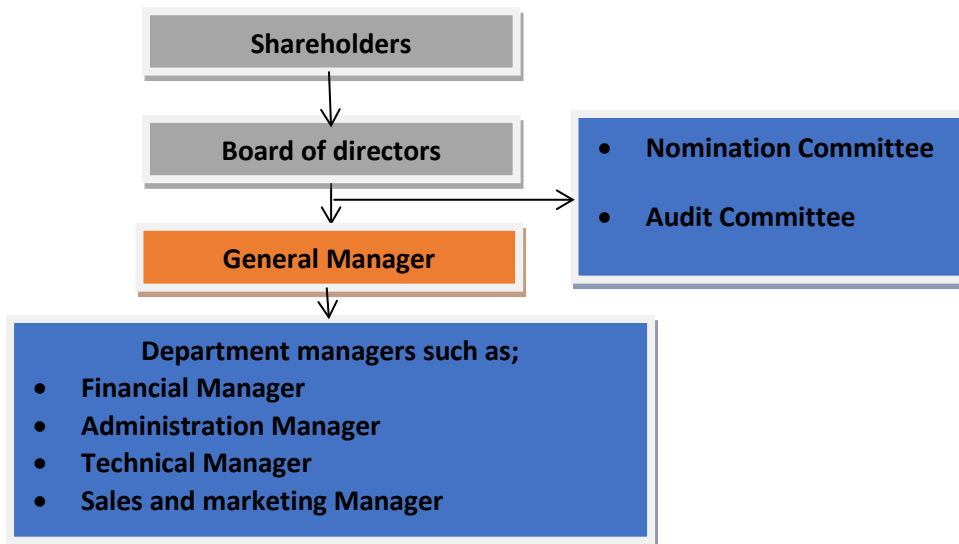 Shareholders
Board of directors
• Nomination Committee
• Audit Committee
General Manager
Department managers such as;
• Financial Manager
• Administration Manager
• Technical Manager
• Sales and marketing Manager